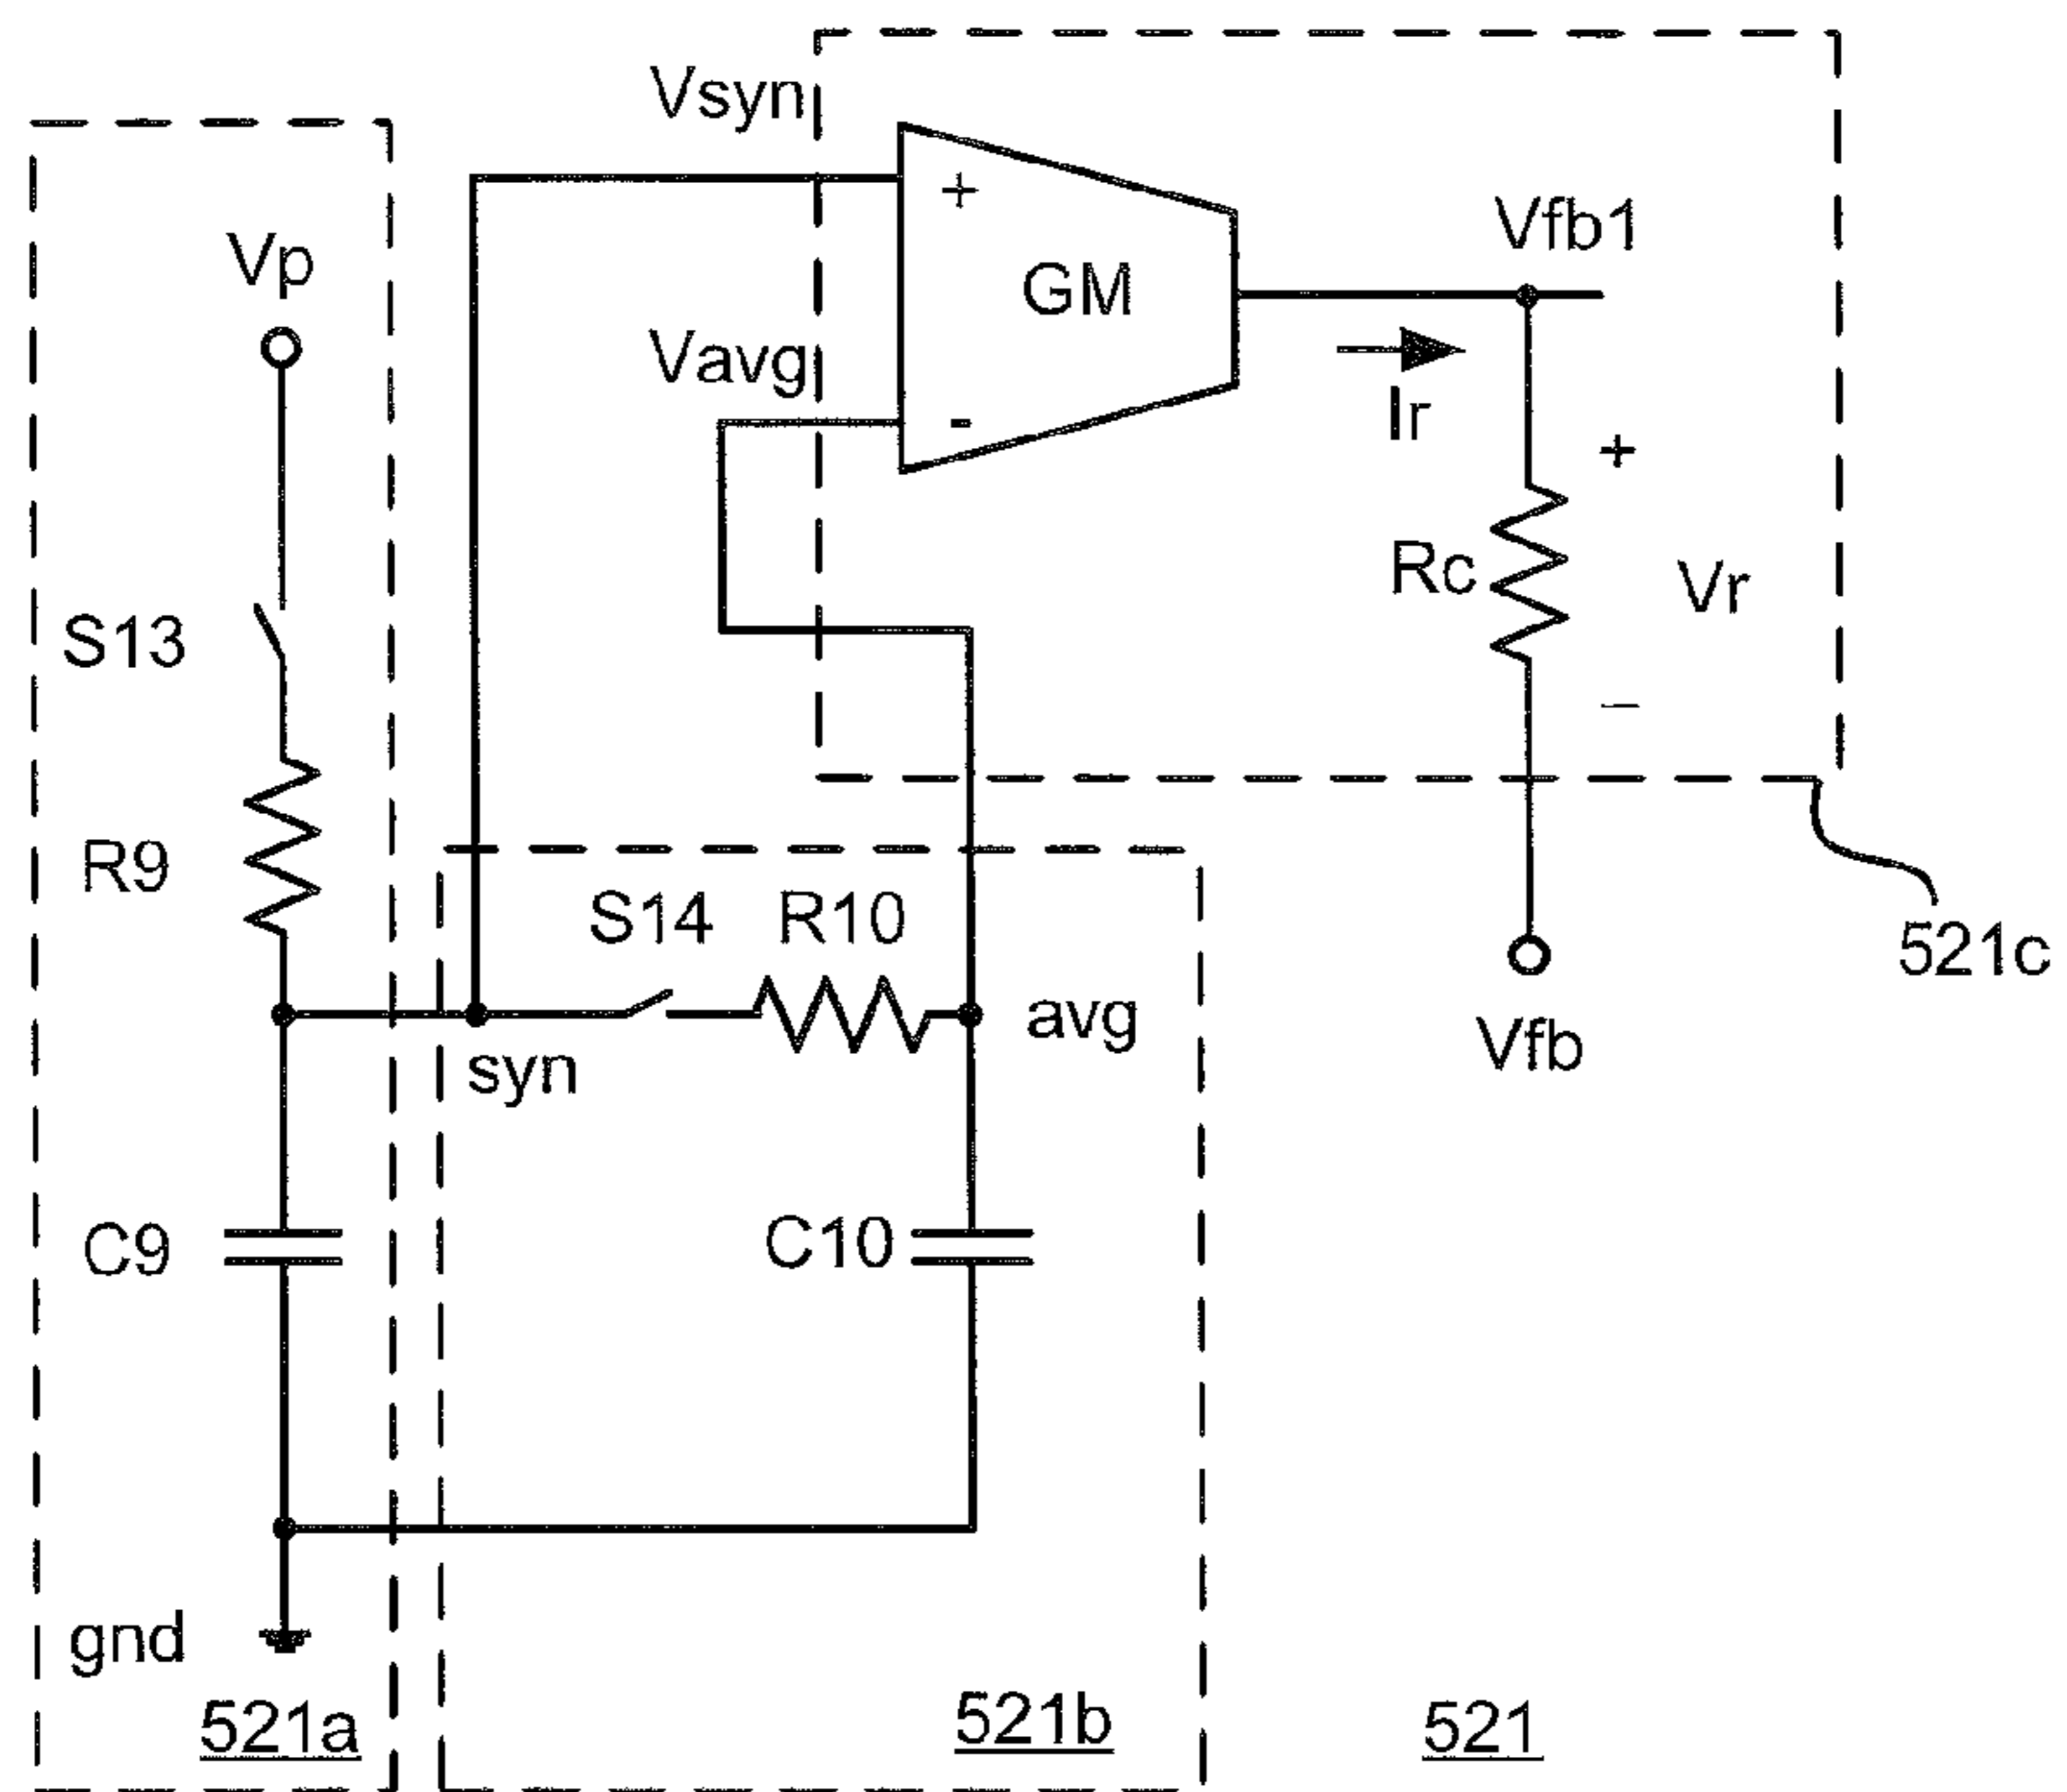 Vsyn
Vp
+
GM
Vfb1
Vavg
-
Ir
+
S13
Rc
Vr
−
R9
S14
R10
521c
syn
avg
Vfb
C9
C10
gnd
521a
521b
521